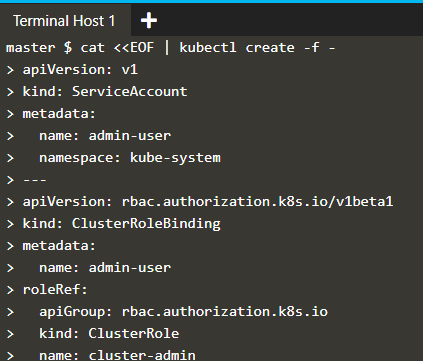 Terminal Host 1 +
master $ cat <<EOF | kubectl create -f -
> apiVersion: v1
> kind: ServiceAccount
> metadata:
>   name: admin-user
>   namespace: kube-system
> ---
> apiVersion: rbac.authorization.k8s.io/v1beta1
> kind: ClusterRoleBinding
> metadata:
>   name: admin-user
> roleRef:
>   apiGroup: rbac.authorization.k8s.io
>   kind: ClusterRole
>   name: cluster-admin